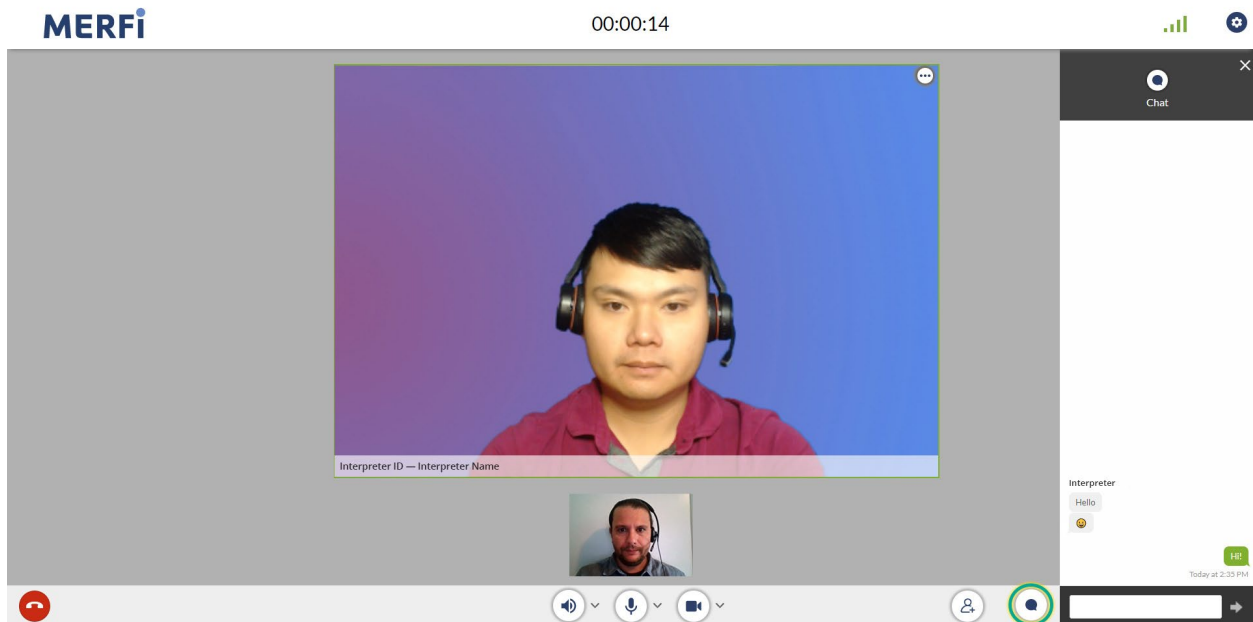 MERFi
00:00:14
Chat
Interpreter ID — Interpreter Name
Interpreter
Hello
Hi!
Today at 2:35 PM